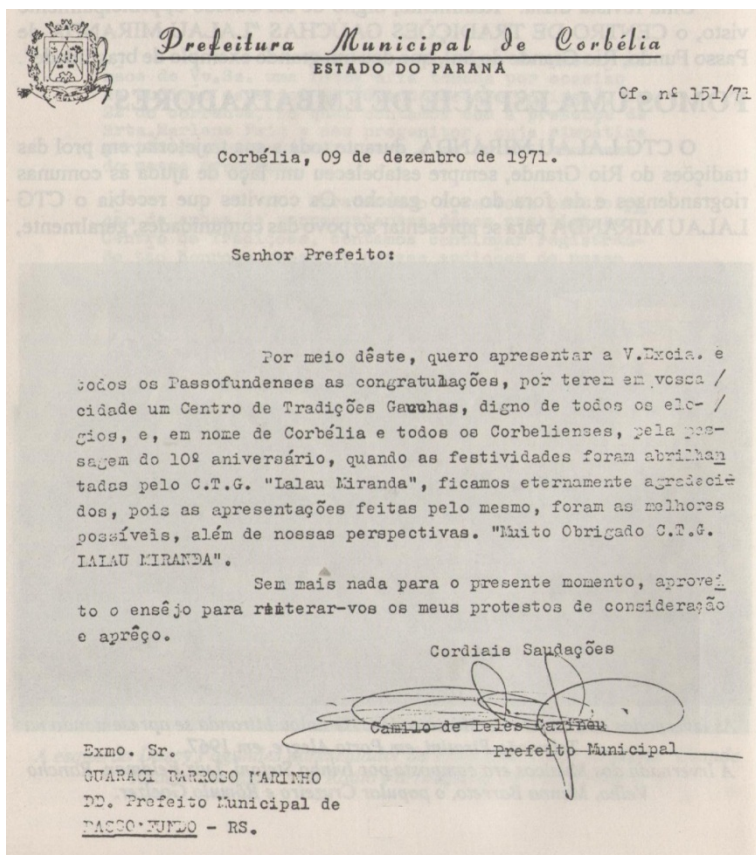 Prefeitura Municipal de Corbélia
ESTADO DO PARANÁ
Of. nº 151/71
Corbélia, 09 de dezembro de 1971.
Senhor Prefeito:
Por meio dêste, quero apresentar a V.Excia. e
todos os Passofundenses as congratulações, por terem em vossa /
cidade um Centro de Tradições Gauchas, digno de todos os elo- /
gios, e, em nome de Corbélia e todos os Corbelienses, pela pas-
sagem do 10º aniversário, quando as festividades foram abrilhan
tadas pelo C.T.G. "Lalau Miranda", ficamos eternamente agradeci
dos, pois as apresentações feitas pelo mesmo, foram as melhores
possíveis, além de nossas perspectivas. "Muito Obrigado C.T.G.
LALAU MIRANDA".
Sem mais nada para o presente momento, aprovei
to o ensêjo para reiterar-vos os meus protestos de consideração
e aprêço.
Cordiais Saudações
Camilo de Leles
Prefeito Municipal
Exmo. Sr.
GUARACI BARROSO MARINHO
DD. Prefeito Municipal de
PASSO FUNDO - RS.